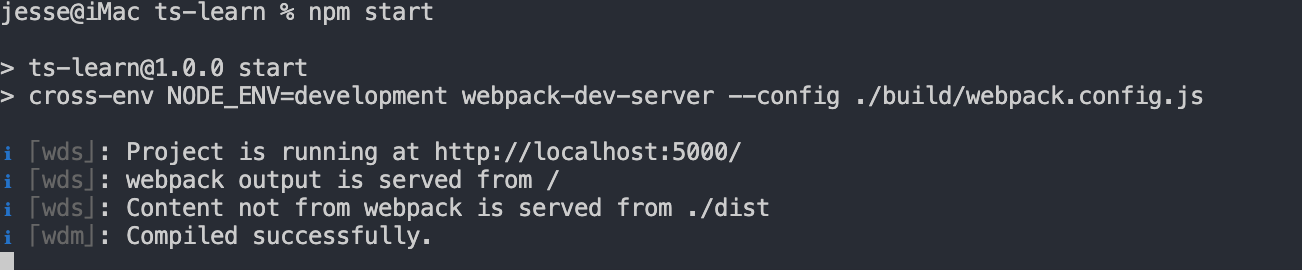 jesse@iMac ts-learn % npm start
> ts-learn@1.0.0 start
> cross-env NODE_ENV=development webpack-dev-server --config ./build/webpack.config.js
ℹ ｢wds｣: Project is running at http://localhost:5000/
ℹ ｢wds｣: webpack output is served from /
ℹ ｢wds｣: Content not from webpack is served from ./dist
ℹ ｢wdm｣: Compiled successfully.